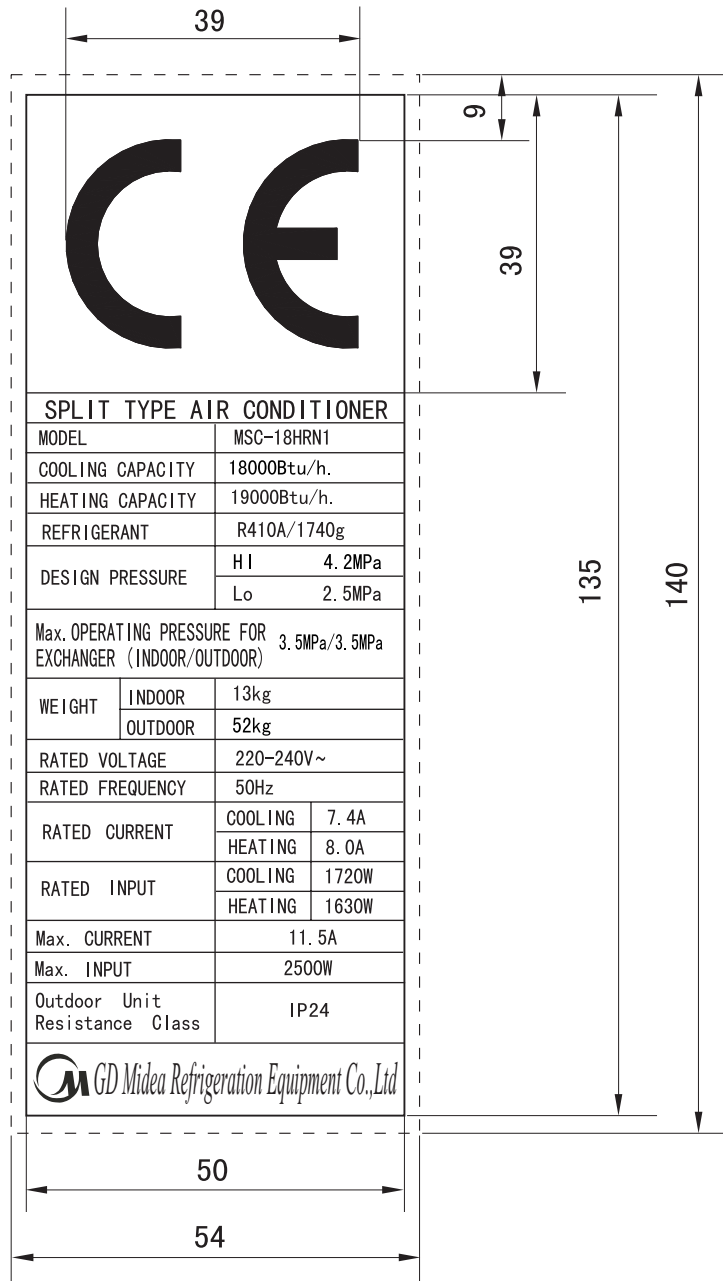 39
9
39
135
140
CE
SPLIT TYPE AIR CONDITIONER
MODEL MSC-18HRN1
COOLING CAPACITY 18000Btu/h.
HEATING CAPACITY 19000Btu/h.
REFRIGERANT R410A/1740g
DESIGN PRESSURE HI 4.2MPa
Lo 2.5MPa
Max. OPERATING PRESSURE FOR
EXCHANGER (INDOOR/OUTDOOR) 3.5MPa/3.5MPa
WEIGHT INDOOR 13kg
OUTDOOR 52kg
RATED VOLTAGE 220-240V~
RATED FREQUENCY 50Hz
RATED CURRENT COOLING 7.4A
HEATING 8.0A
RATED INPUT COOLING 1720W
HEATING 1630W
Max. CURRENT 11.5A
Max. INPUT 2500W
Outdoor Unit
Resistance Class IP24
GD Midea Refrigeration Equipment Co.,Ltd
50
54